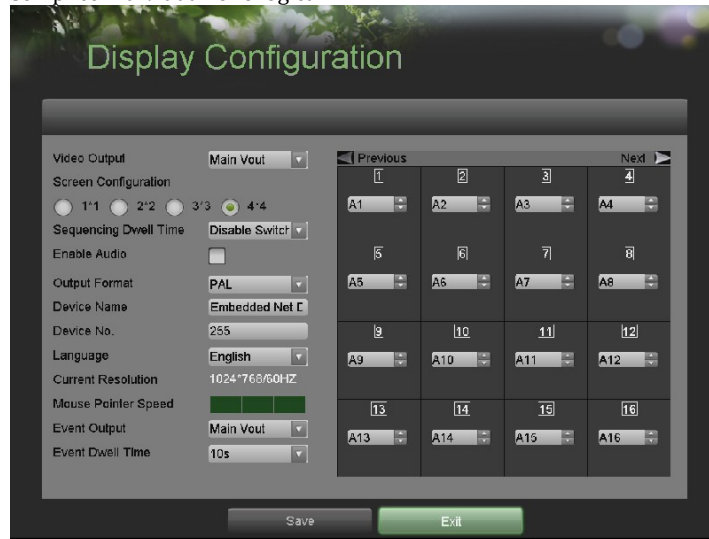 Display Configuration
Video Output Main Vout
Screen Configuration
1*1 2*2 3*3 4*4
Sequencing Dwell Time Disable Switch
Enable Audio
Output Format PAL
Device Name Embedded Net D
Device No. 255
Language English
Current Resolution 1024*768/60HZ
Mouse Pointer Speed
Event Output Main Vout
Event Dwell Time 10s
Previous Next
1 2 3 4
A1 A2 A3 A4
5 6 7 8
A5 A6 A7 A8
9 10 11 12
A9 A10 A11 A12
13 14 15 16
A13 A14 A15 A16
Save Exit